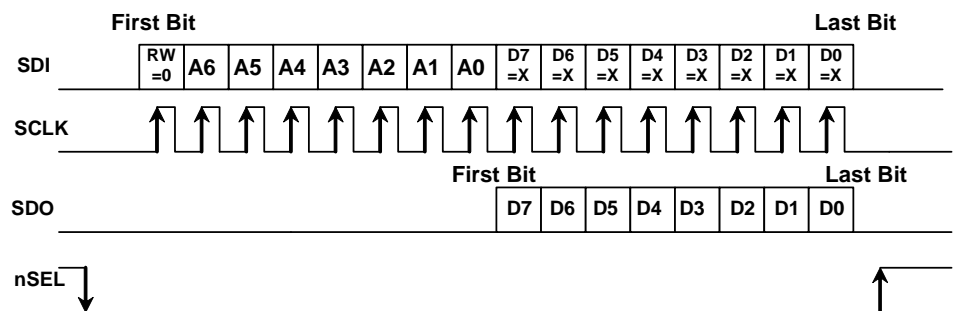 First Bit Last Bit
SDI RW =0 A6 A5 A4 A3 A2 A1 A0 D7 =X D6 =X D5 =X D4 =X D3 =X D2 =X D1 =X D0 =X
SCLK
First Bit Last Bit
SDO D7 D6 D5 D4 D3 D2 D1 D0
nSEL